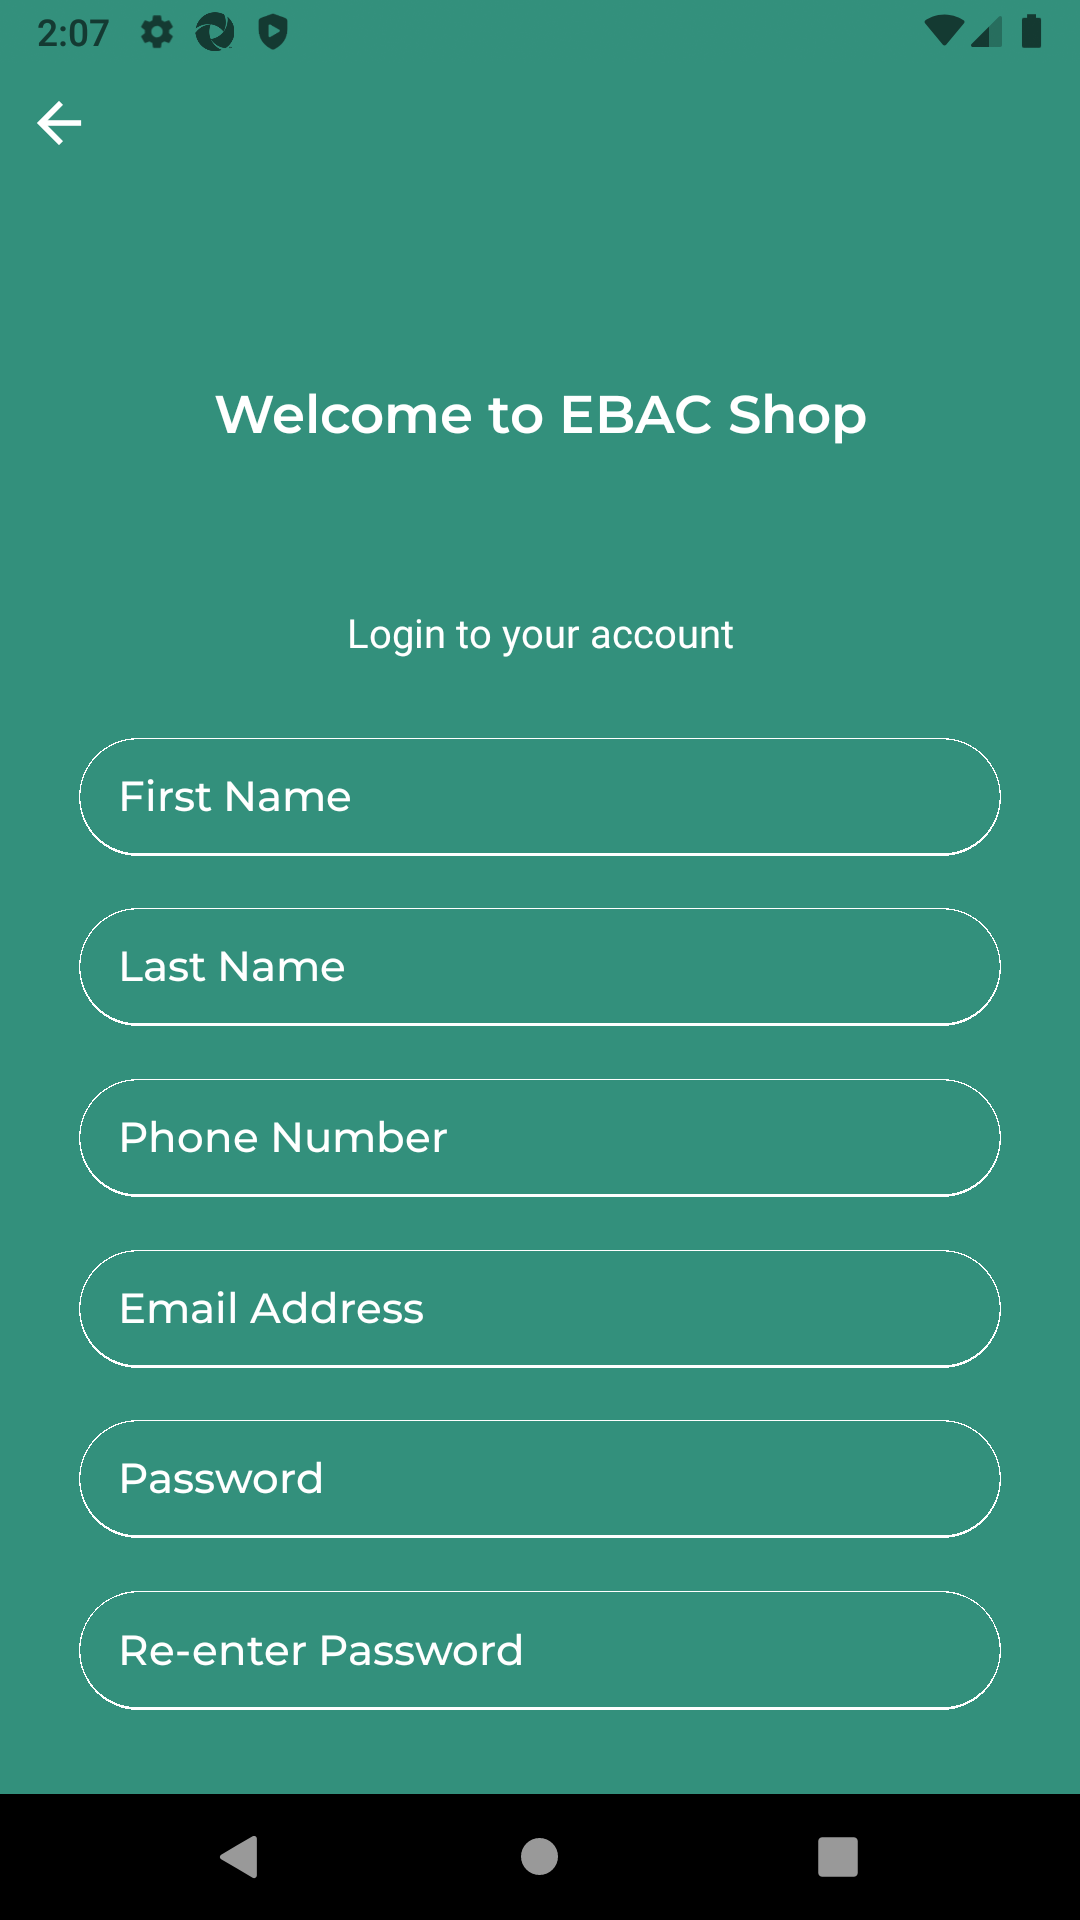 2:07
Welcome to EBAC Shop
Login to your account
First Name
Last Name
Phone Number
Email Address
Password
Re-enter Password